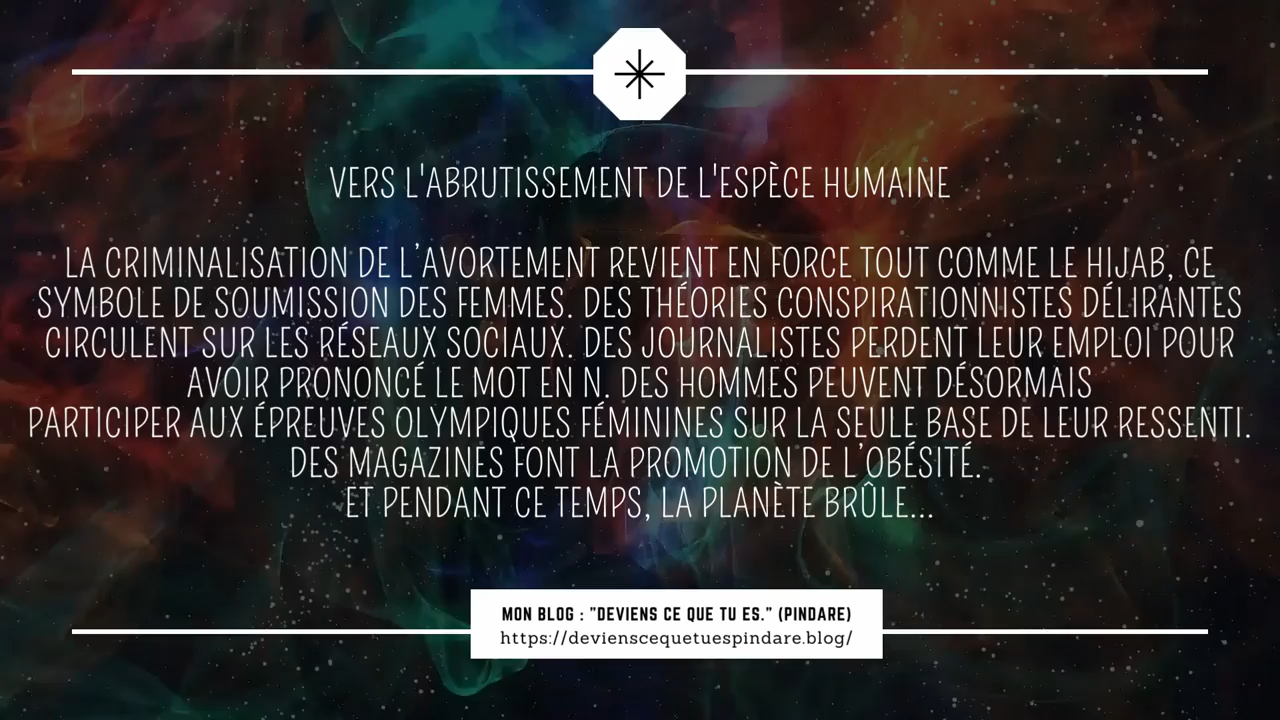 VERS L'ABRUTISSEMENT DE L'ESPÈCE HUMAINE
LA CRIMINALISATION DE L’AVORTEMENT REVIENT EN FORCE TOUT COMME LE HIJAB, CE
SYMBOLE DE SOUMISSION DES FEMMES. DES THÉORIES CONSPIRATIONNISTES DÉLIRANTES
CIRCULENT SUR LES RÉSEAUX SOCIAUX. DES JOURNALISTES PERDENT LEUR EMPLOI POUR
AVOIR PRONONCÉ LE MOT EN N. DES HOMMES PEUVENT DÉSORMAIS
PARTICIPER AUX ÉPREUVES OLYMPIQUES FÉMININES SUR LA SEULE BASE DE LEUR RESSENTI.
DES MAGAZINES FONT LA PROMOTION DE L’OBÉSITÉ.
ET PENDANT CE TEMPS, LA PLANÈTE BRÛLE...
MON BLOG : "DEVIENS CE QUE TU ES." (PINDARE)
https://devienscequetuespindare.blog/